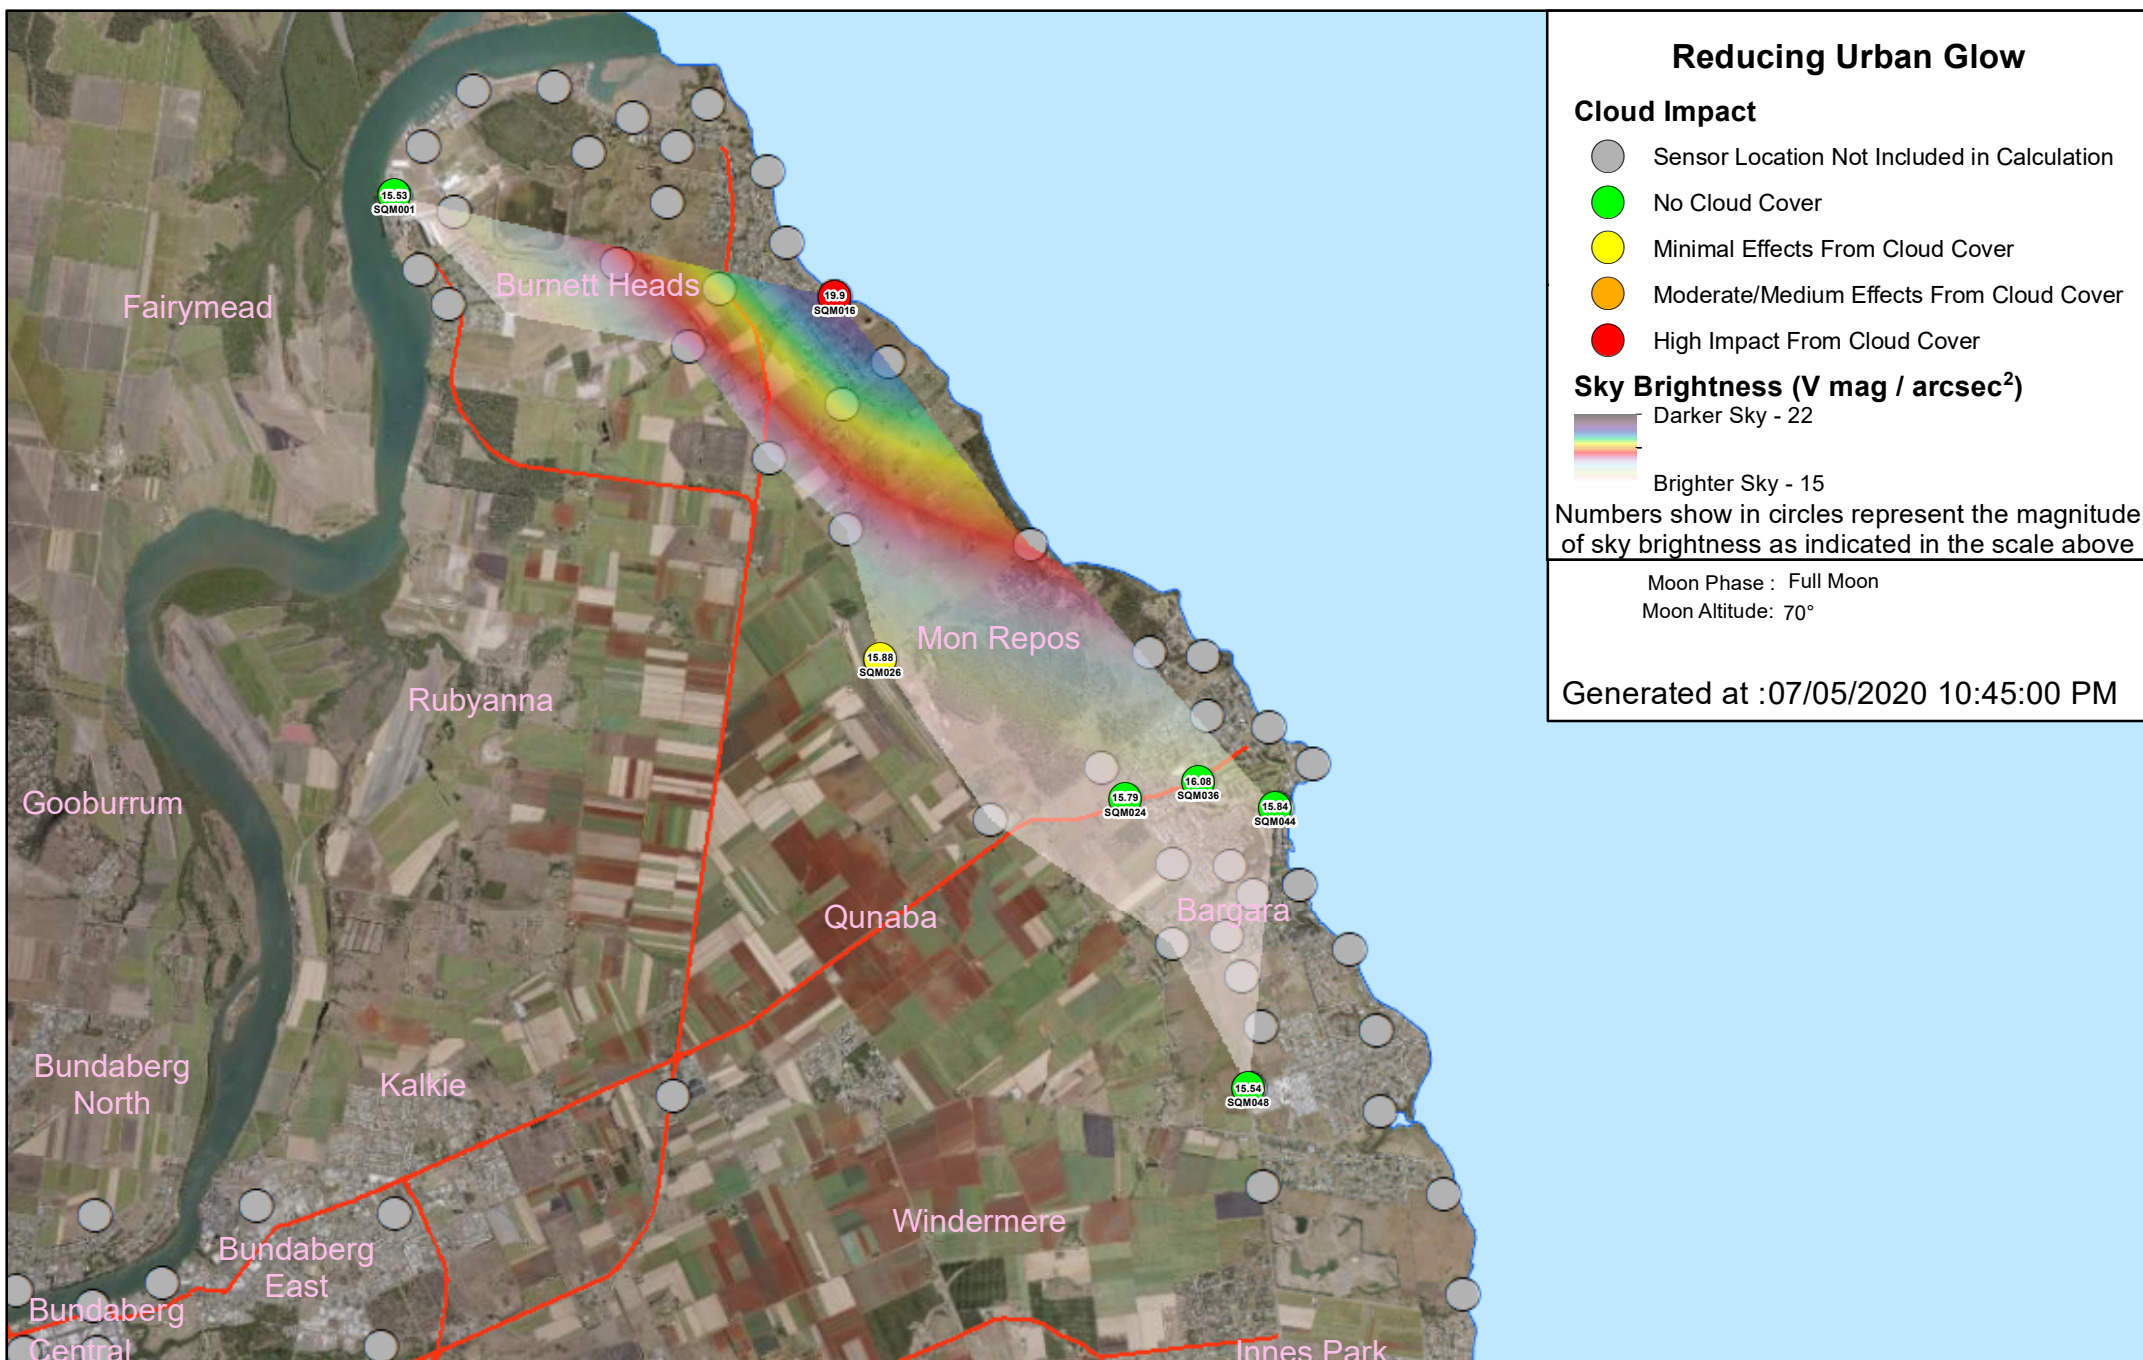 Reducing Urban Glow
Cloud Impact
Sensor Location Not Included in Calculation
No Cloud Cover
Minimal Effects From Cloud Cover
Moderate/Medium Effects From Cloud Cover
High Impact From Cloud Cover
Sky Brightness (V mag / arcsec²)
Darker Sky - 22
Brighter Sky - 15
Numbers show in circles represent the magnitude
of sky brightness as indicated in the scale above
Moon Phase : Full Moon
Moon Altitude: 70°
Generated at :07/05/2020 10:45:00 PM
15.53
SQM001
Burnett Heads
19.9
SQM016
Fairymead
Mon Repos
15.88
SQM026
Rubyanna
Gooburrum
16.08
SQM036
15.79
SQM024
15.84
SQM044
Qunaba
Bargara
Bundaberg
North
Kalkie
15.54
SQM048
Windermere
Bundaberg
East
Bundaberg
Central
Innes Park